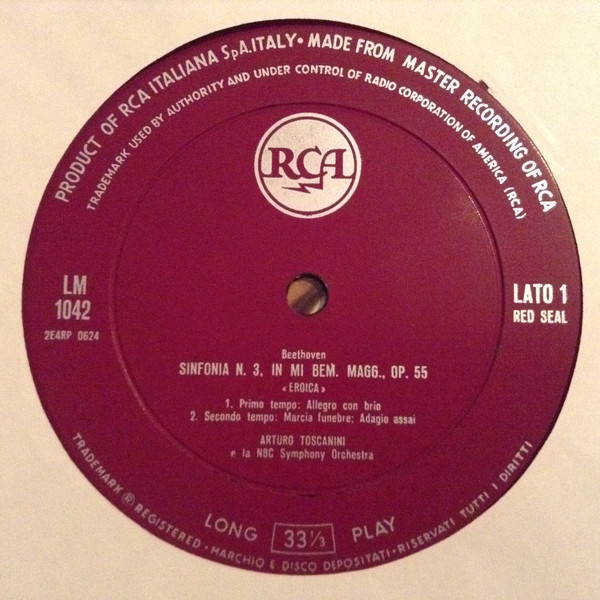 PRODUCT OF RCA ITALIANA SpA.ITALY• MADE FROM MASTER RECORDING OF RCA
TRADEMARK USED BY AUTHORITY AND UNDER CONTROL OF RADIO CORPORATION OF AMERICA (RCA)
RCA
LM
1042
2E4RP 0624
LATO 1
RED SEAL
Beethoven
SINFONIA N. 3, IN MI BEM. MAGG., OP. 55
«EROICA»
1. Primo tempo: Allegro con brio
2. Secondo tempo: Marcia funebre; Adagio assai
ARTURO TOSCANINI
e la NBC Symphony Orchestra
LONG 33⅓ PLAY
TRADEMARK ® REGISTERED • MARCHIO E DISCO DEPOSITATI • RISERVATI TUTTI I DIRITTI